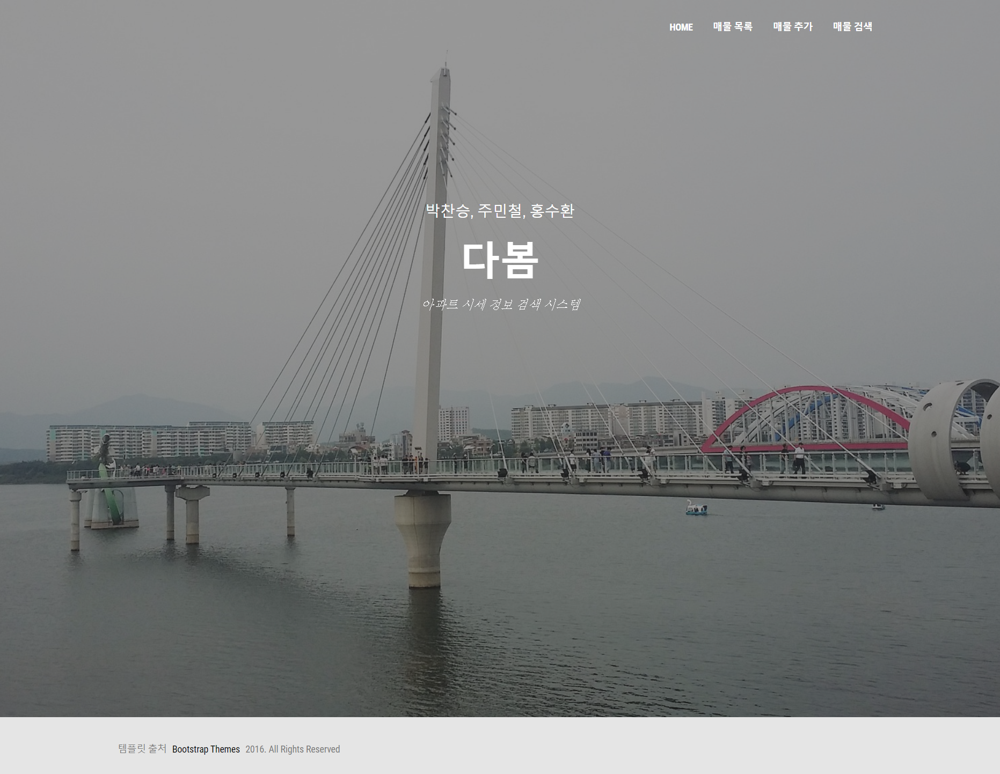 HOME 매물 목록 매물 추가 매물 검색
박찬승, 주민철, 홍수환
다봄
아파트 시세 정보 검색 시스템
템플릿 출처 Bootstrap Themes 2016. All Rights Reserved